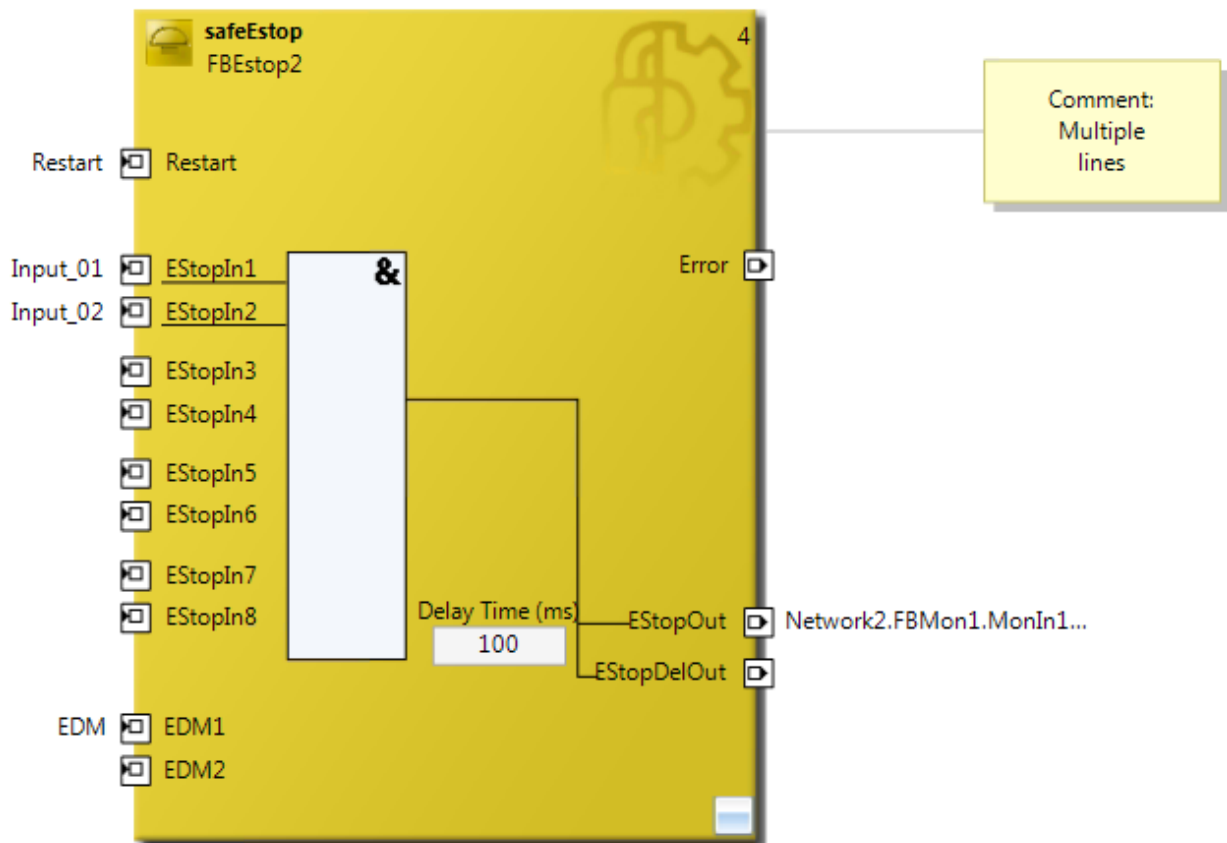 safeEstop
FBEstop2
4
Comment:
Multiple
lines
Restart
Restart
Input_01
EStopIn1
&
Error
Input_02
EStopIn2
EStopIn3
EStopIn4
EStopIn5
EStopIn6
EStopIn7
EStopIn8
Delay Time (ms)
100
EStopOut
Network2.FBMon1.MonIn1...
EStopDelOut
EDM
EDM1
EDM2